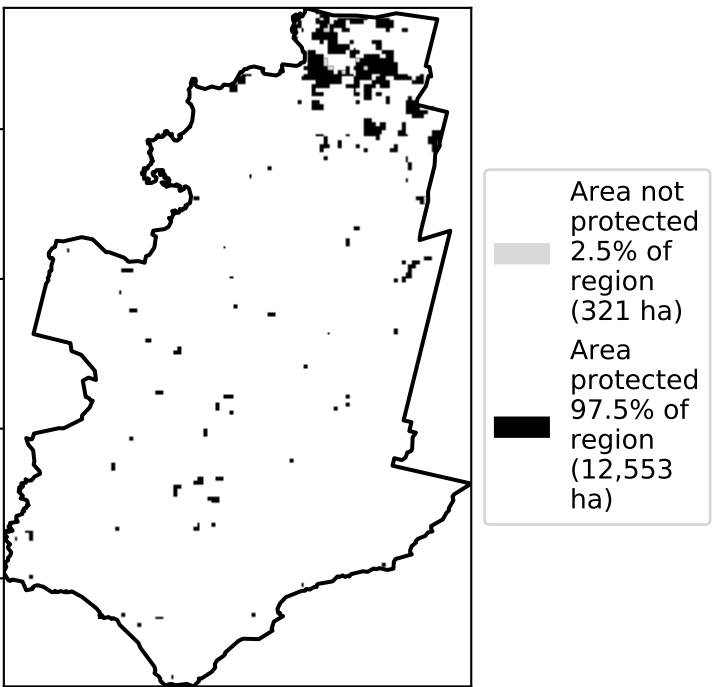 Area not
protected
2.5% of
region
(321 ha)
Area
protected
97.5% of
region
(12,553
ha)